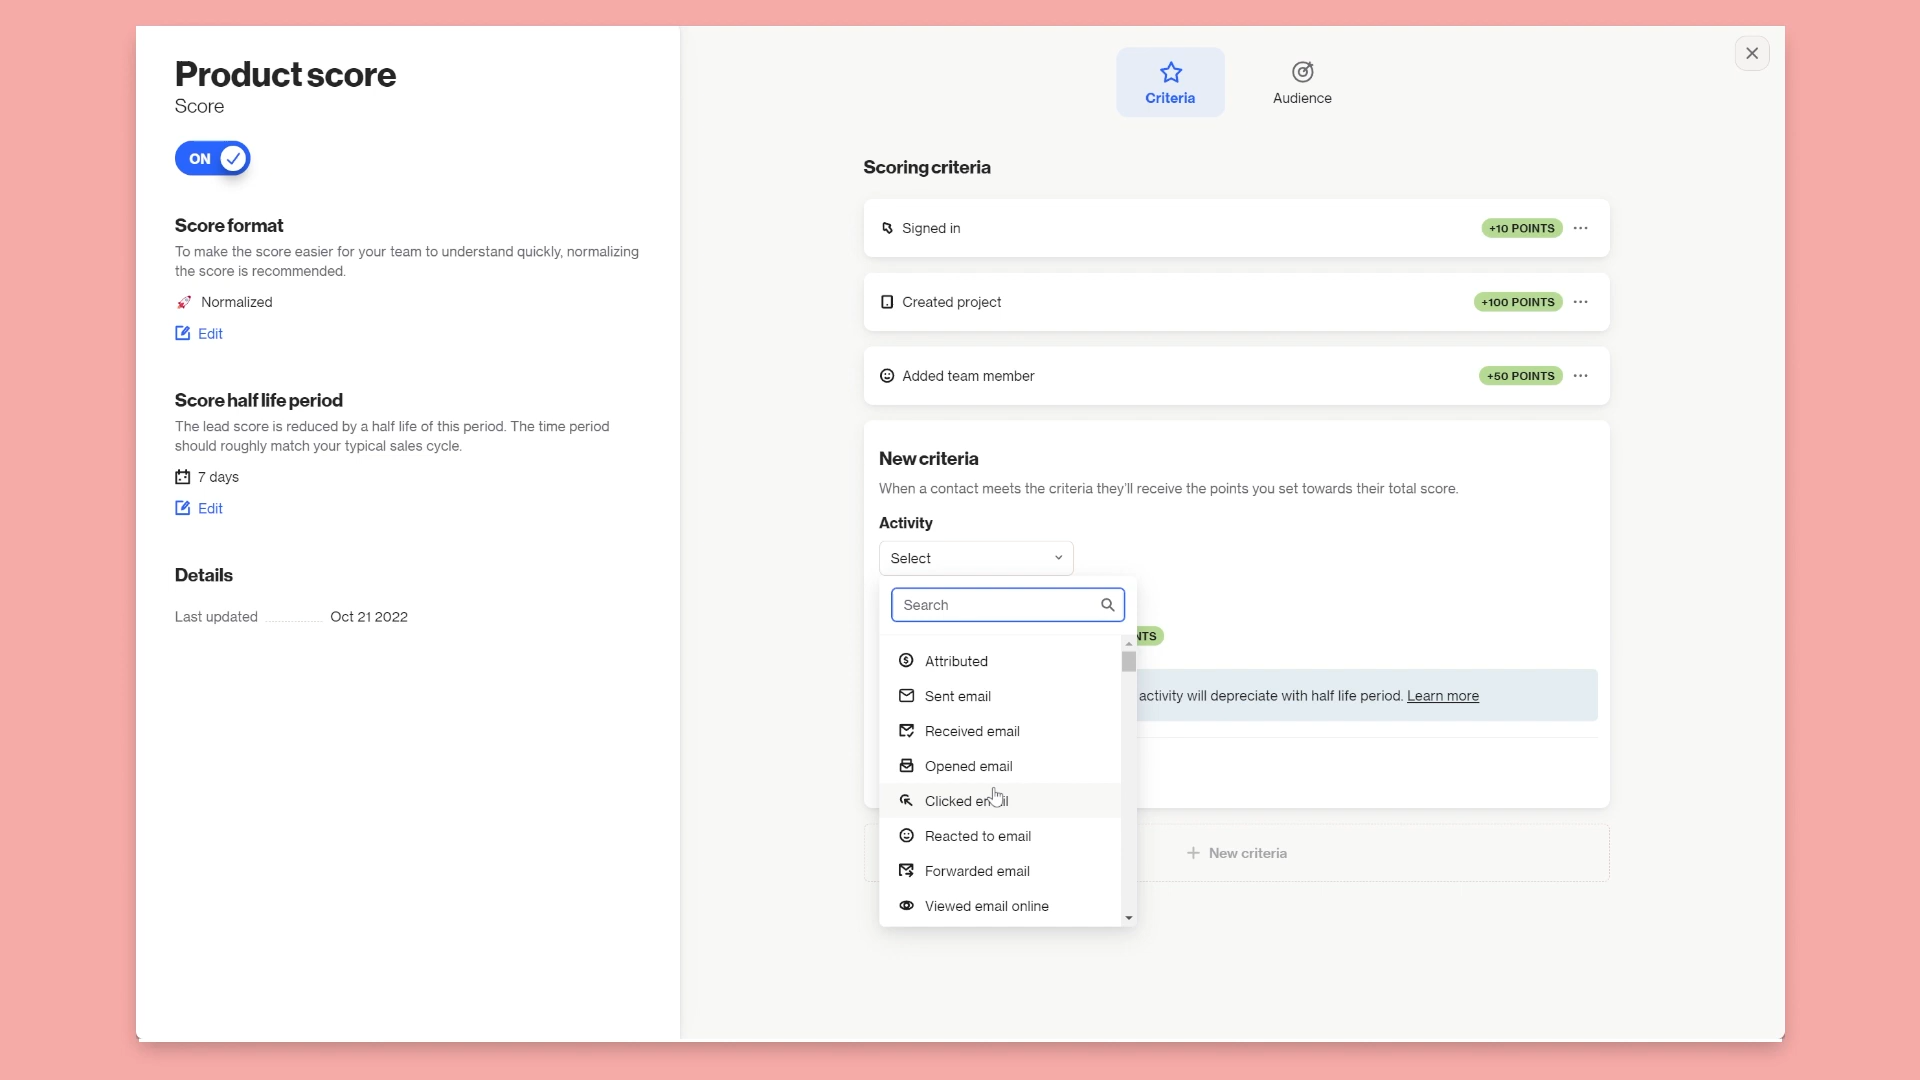 Product score
Score
ON
Score format
To make the score easier for your team to understand quickly, normalizing
the score is recommended.
Normalized
Edit
Score half life period
The lead score is reduced by a half life of this period. The time period
should roughly match your typical sales cycle.
7 days
Edit
Details
Last updated Oct 21 2022
Criteria
Audience
Scoring criteria
Signed in
+10 POINTS
Created project
+100 POINTS
Added team member
+50 POINTS
New criteria
When a contact meets the criteria they'll receive the points you set towards their total score.
Activity
Select
Search
Attributed
Sent email
Received email
Opened email
Clicked
Reacted to email
Forwarded email
Viewed email online
activity will depreciate with half life period. Learn more
New criteria